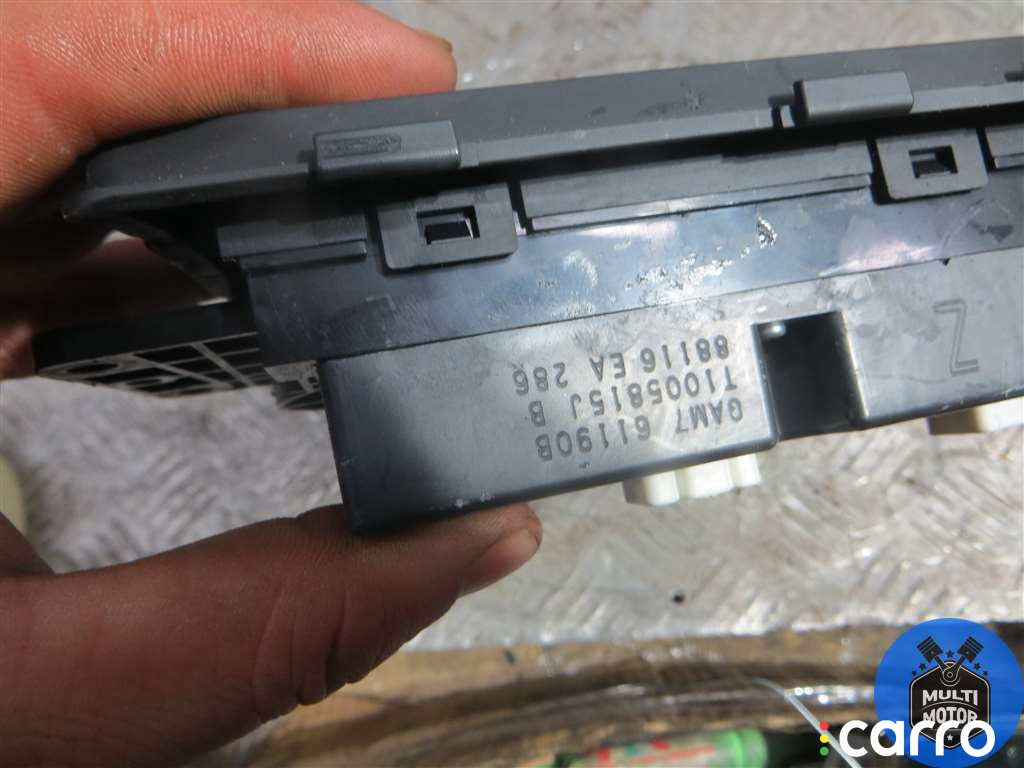 GAM7 61190B
T1005815J B
88116 EA 286
Z
MULTI
MOTOR
carro